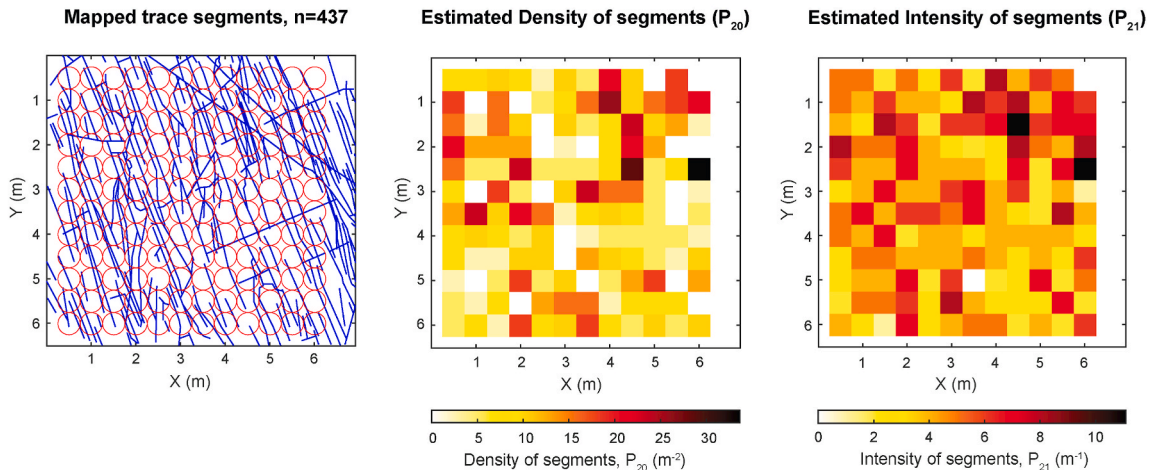 Mapped trace segments, n=437
1
2
3
4
5
6
Y (m)
1 2 3 4 5 6
X (m)
Estimated Density of segments (P20)
1
2
3
4
5
6
Y (m)
1 2 3 4 5 6
X (m)
0 5 10 15 20 25 30
Density of segments, P20 (m-2)
Estimated Intensity of segments (P21)
1
2
3
4
5
6
Y (m)
1 2 3 4 5 6
X (m)
0 2 4 6 8 10
Intensity of segments, P21 (m-1)